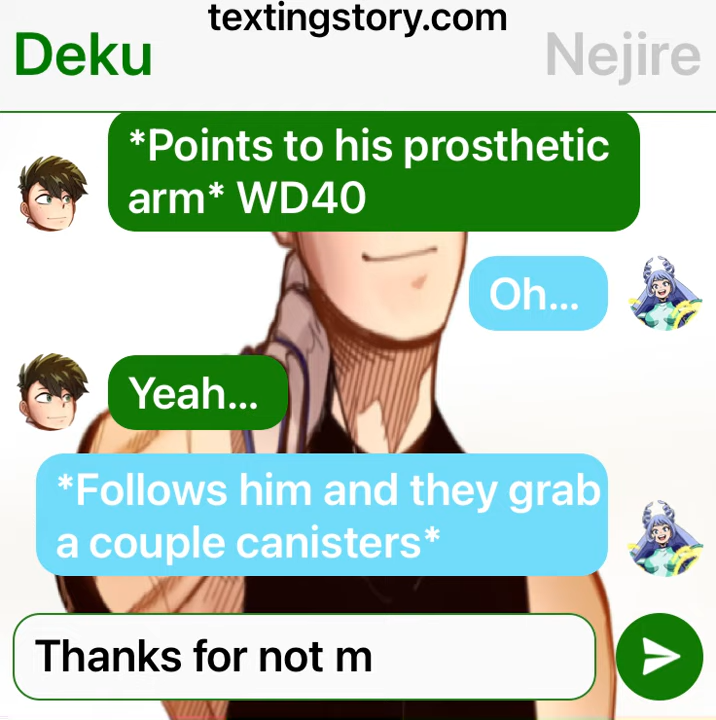 textingstory.com
Deku
Nejire
*Points to his prosthetic
arm* WD40
Oh...
Yeah...
*Follows him and they grab
a couple canisters*
Thanks for not m